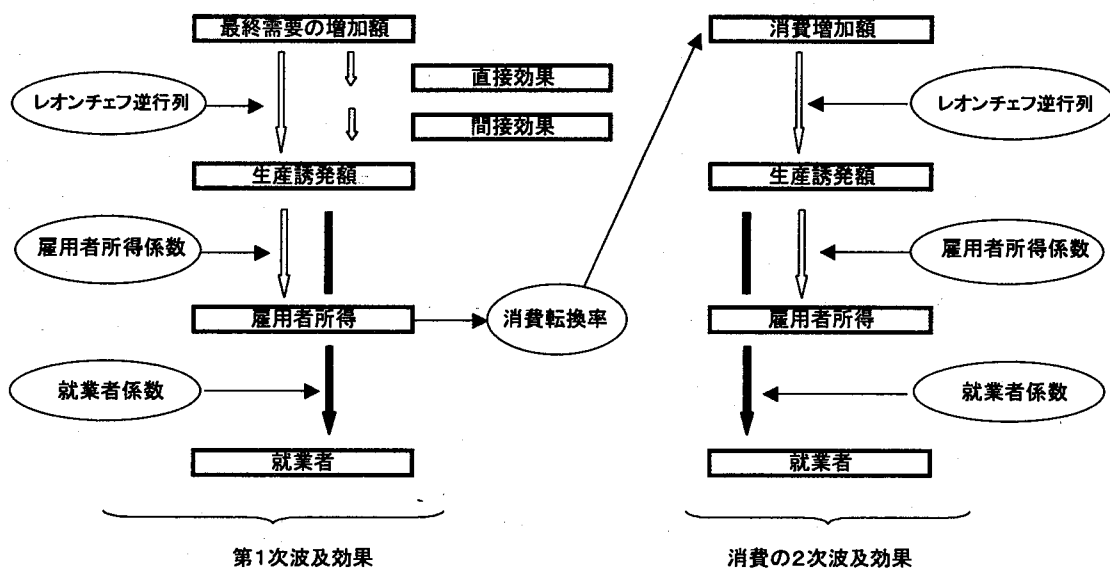 最終需要の増加額
直接効果
レオンチェフ逆行列
間接効果
生産誘発額
雇用者所得係数
雇用者所得
消費転換率
就業者係数
就業者
第1次波及効果
消費増加額
レオンチェフ逆行列
生産誘発額
雇用者所得係数
雇用者所得
就業者係数
就業者
消費の2次波及効果